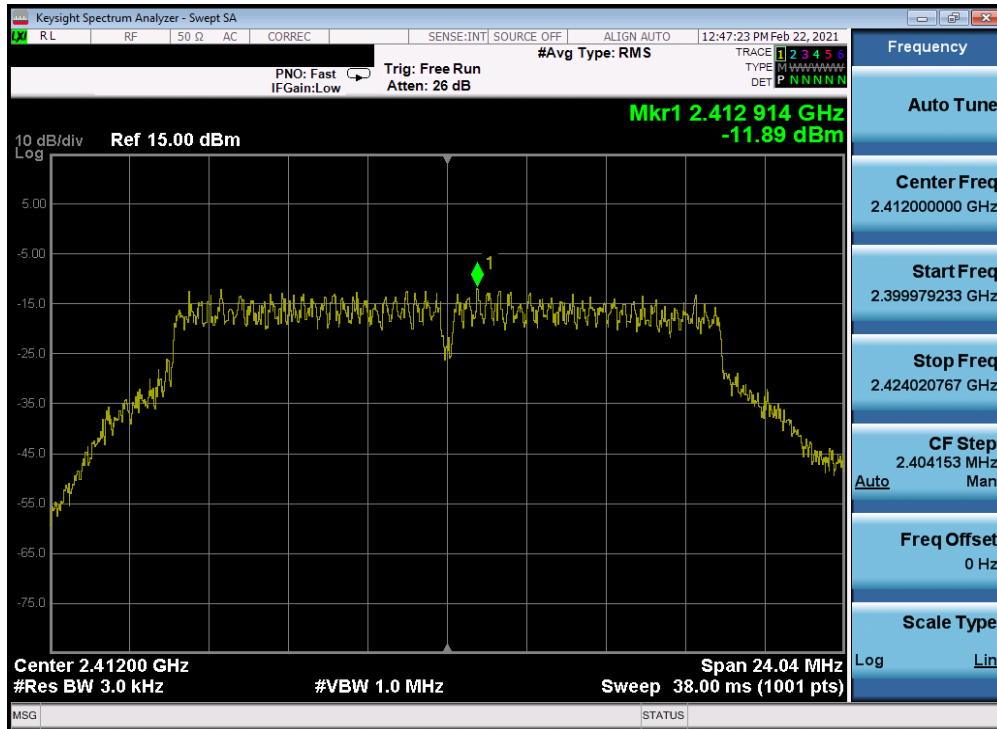 Keysight Spectrum Analyzer - Swept SA
LXI RL RF 50 Ω AC CORREC SENSE:INT SOURCE OFF ALIGN AUTO 12:47:23 PM Feb 22, 2021
#Avg Type: RMS
TRACE 1 2 3 4 5 6
TYPE M W W W W W
DET P N N N N N
PNO: Fast
IFGain:Low
Trig: Free Run
Atten: 26 dB
Mkr1 2.412 914 GHz
-11.89 dBm
10 dB/div
Log
Ref 15.00 dBm
5.00
-5.00
1
-15.0
-25.0
-35.0
-45.0
-55.0
-65.0
-75.0
Center 2.41200 GHz
Span 24.04 MHz
#Res BW 3.0 kHz
#VBW 1.0 MHz
Sweep 38.00 ms (1001 pts)
MSG
STATUS
Frequency
Auto Tune
Center Freq
2.412000000 GHz
Start Freq
2.399979233 GHz
Stop Freq
2.424020767 GHz
CF Step
2.404153 MHz
Auto Man
Freq Offset
0 Hz
Scale Type
Log Lin